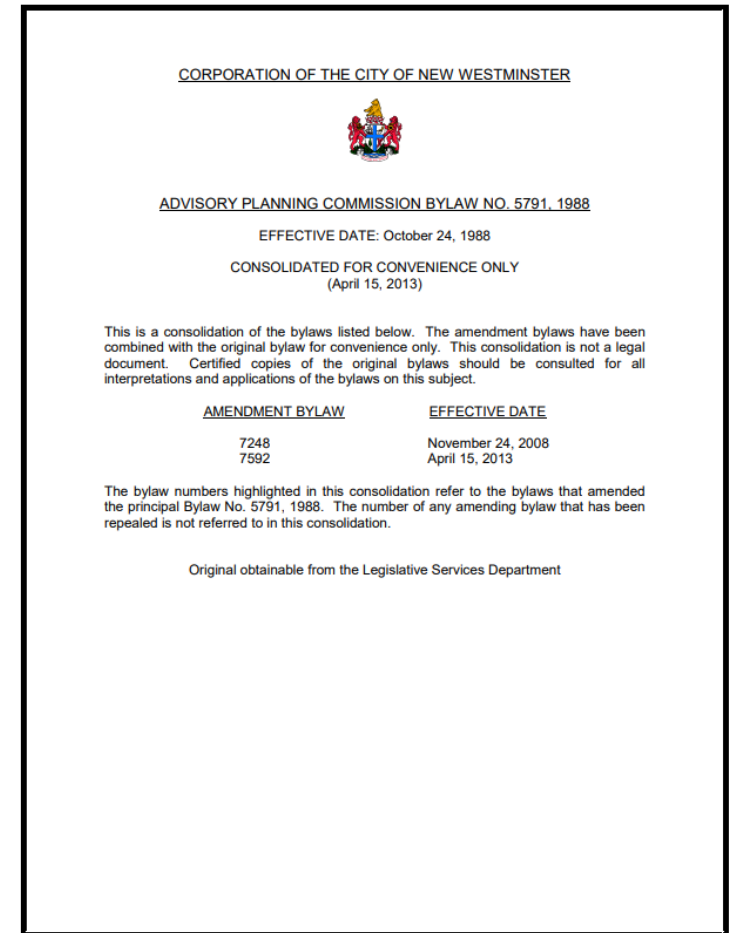 CORPORATION OF THE CITY OF NEW WESTMINSTER
ADVISORY PLANNING COMMISSION BYLAW NO. 5791, 1988
EFFECTIVE DATE: October 24, 1988
CONSOLIDATED FOR CONVENIENCE ONLY
(April 15, 2013)
This is a consolidation of the bylaws listed below. The amendment bylaws have been
combined with the original bylaw for convenience only. This consolidation is not a legal
document. Certified copies of the original bylaws should be consulted for all
interpretations and applications of the bylaws on this subject.
AMENDMENT BYLAW EFFECTIVE DATE
7248 November 24, 2008
7592 April 15, 2013
The bylaw numbers highlighted in this consolidation refer to the bylaws that amended
the principal Bylaw No. 5791, 1988. The number of any amending bylaw that has been
repealed is not referred to in this consolidation.
Original obtainable from the Legislative Services Department